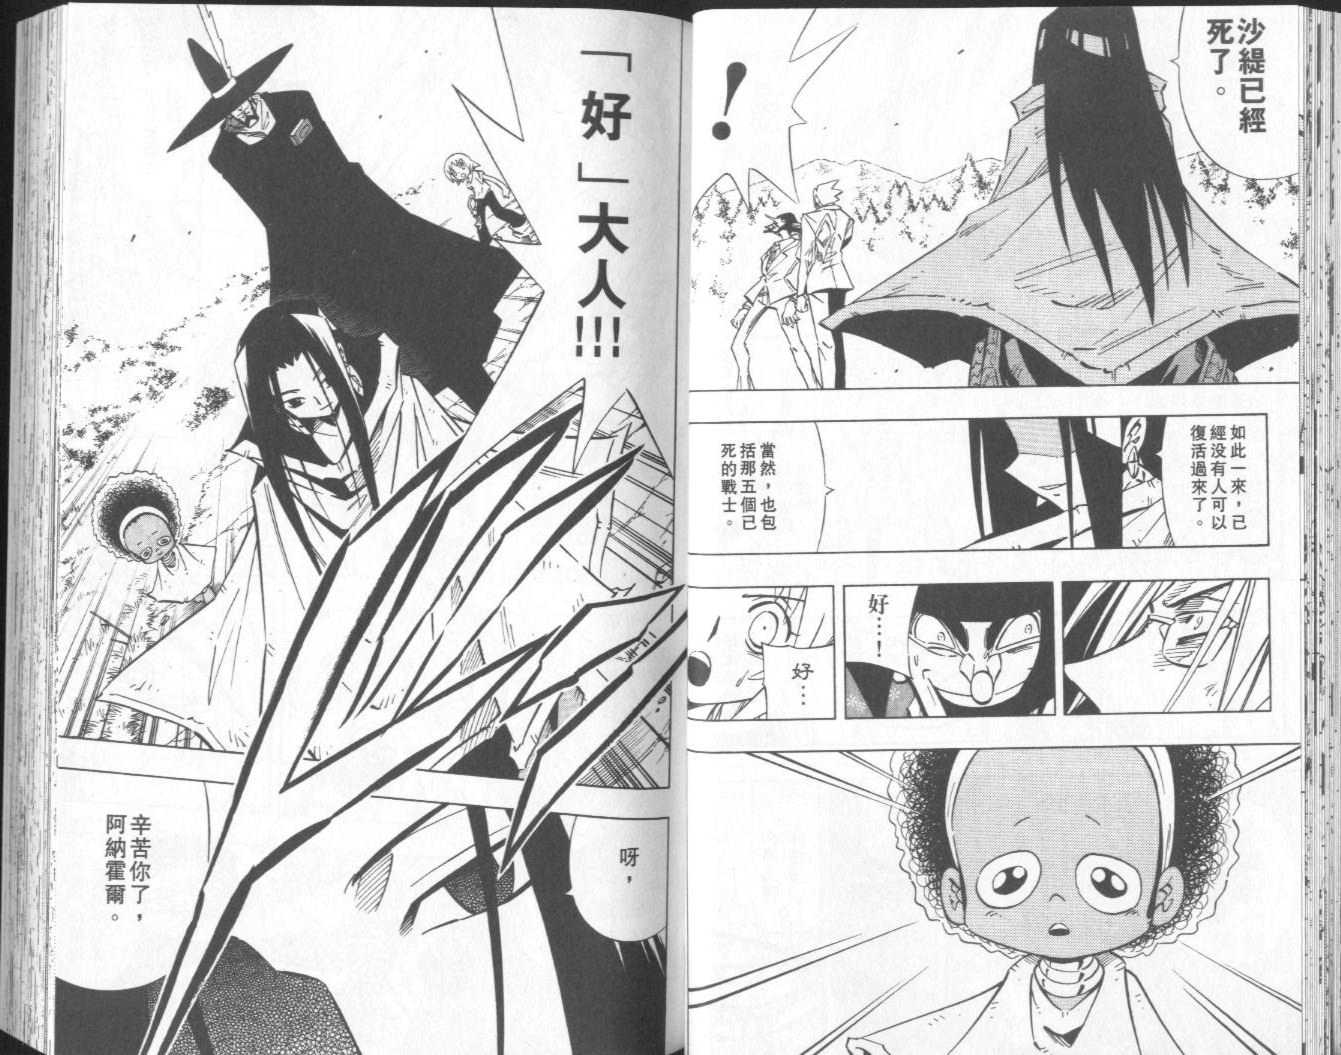 沙緹已經
死了。
！
如此一來，已
經没有人可以
復活過來了。
當然，也包
括那五個已
死的戰士。
好…！
好…
「好」大人!!!
呀，
辛苦你了，
阿納霍爾。